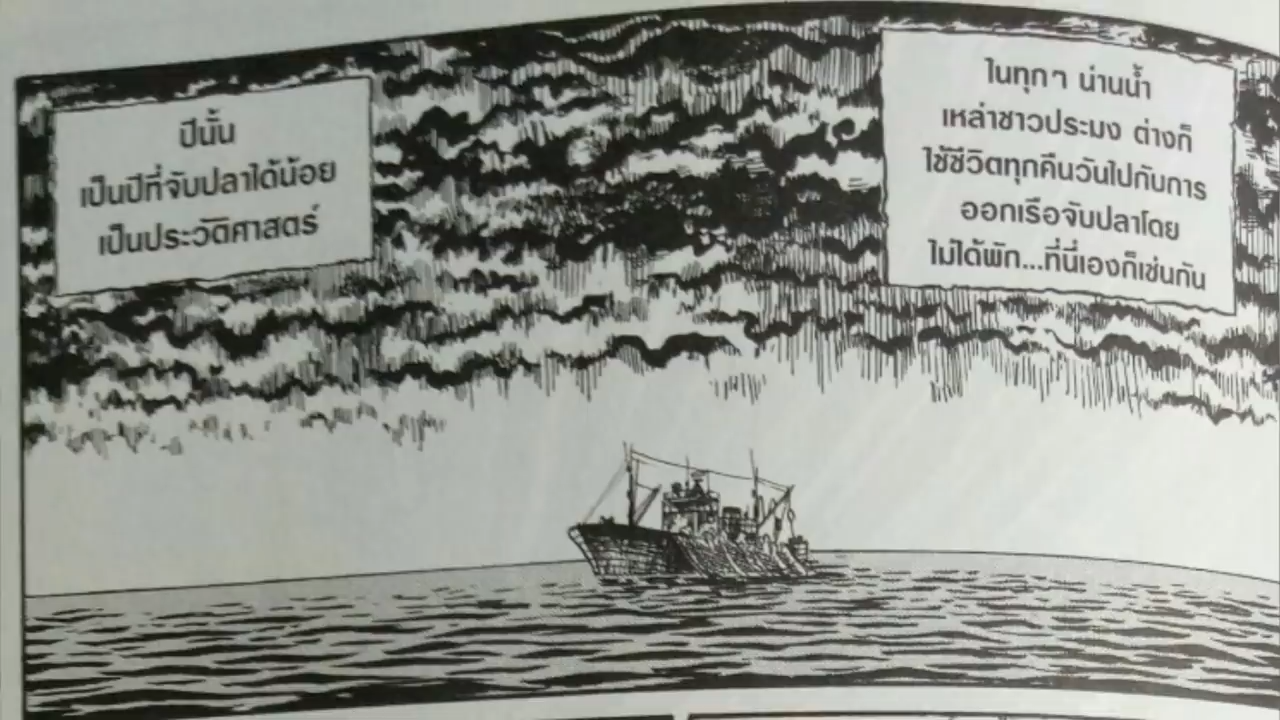 ปีนั้น
เป็นปีที่จับปลาได้น้อย
เป็นประวัติศาสตร์
ในทุกๆ น่านน้ำ
เหล่าชาวประมง ต่างก็
ใช้ชีวิตทุกคืนวันไปกับการ
ออกเรือจับปลาโดย
ไม่ได้พัก...ที่นี่เองก็เช่นกัน